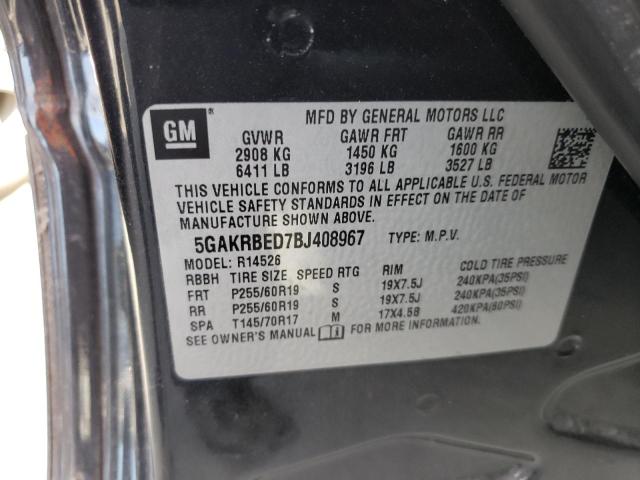 GM®
MFD BY GENERAL MOTORS LLC
GVWR GAWR FRT GAWR RR
2908 KG 1450 KG 1600 KG
6411 LB 3196 LB 3527 LB
THIS VEHICLE CONFORMS TO ALL APPLICABLE U.S. FEDERAL MOTOR
VEHICLE SAFETY STANDARDS IN EFFECT ON THE DATE OF
MANUFACTURE SHOWN ABOVE.
5GAKRBED7BJ408967 TYPE: M.P.V.
MODEL: R14526
RBBH TIRE SIZE SPEED RTG RIM COLD TIRE PRESSURE
FRT P255/60R19 S 19X7.5J 240KPA(35PSI)
RR P255/60R19 S 19X7.5J 240KPA(35PSI)
SPA T145/70R17 M 17X4.5B 420KPA(60PSI)
SEE OWNER'S MANUAL FOR MORE INFORMATION.